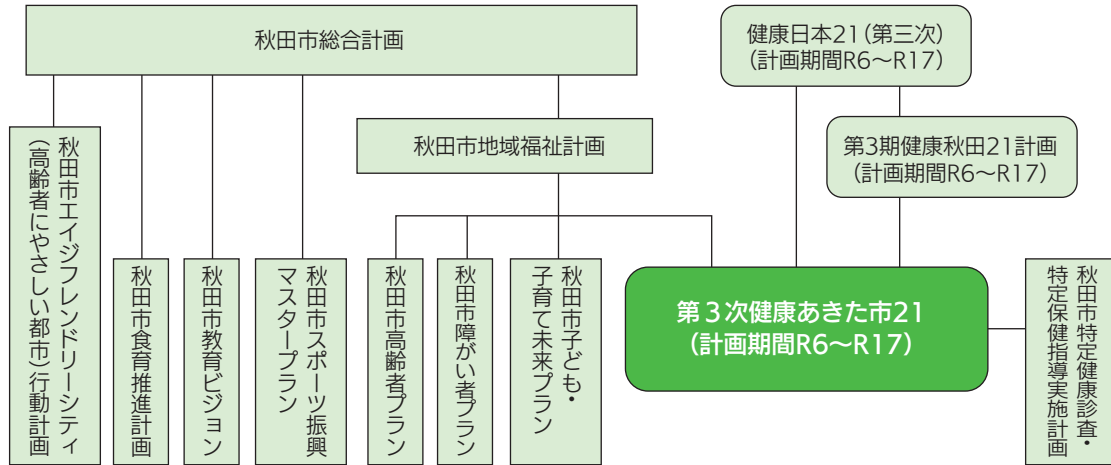 秋田市総合計画
健康日本21(第三次)
(計画期間R6～R17)
秋田市地域福祉計画
第3期健康秋田21計画
(計画期間R6～R17)
秋田市エイジフレンドリーシティ
(高齢者にやさしい都市)行動計画
秋田市食育推進計画
秋田市教育ビジョン
秋田市スポーツ振興
マスタープラン
秋田市高齢者プラン
秋田市障がい者プラン
秋田市子ども・
子育て未来プラン
第3次健康あきた市21
(計画期間R6～R17)
秋田市特定健康診査・
特定保健指導実施計画